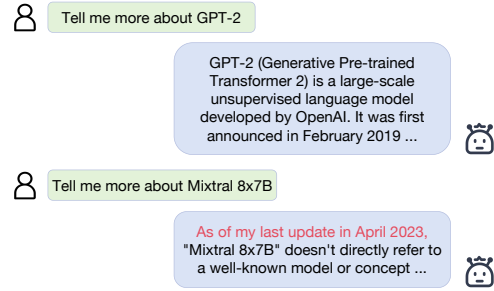 Tell me more about GPT-2
GPT-2 (Generative Pre-trained
Transformer 2) is a large-scale
unsupervised language model
developed by OpenAI. It was first
announced in February 2019 ...
Tell me more about Mixtral 8x7B
As of my last update in April 2023,
"Mixtral 8x7B" doesn't directly refer to
a well-known model or concept ...